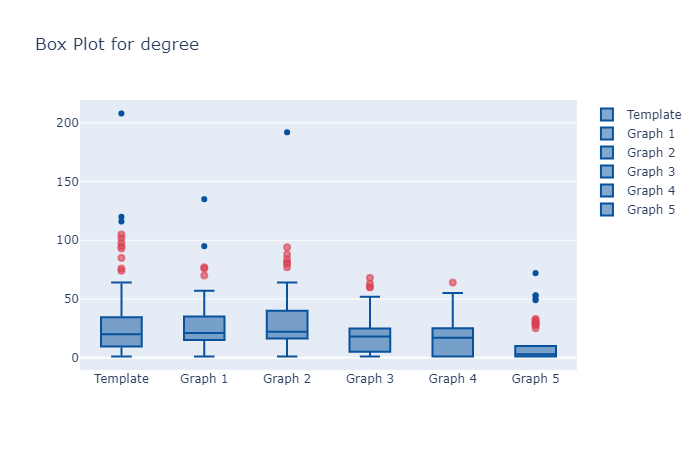 Box Plot for degree
200
150
100
50
0
Template
Graph 1
Graph 2
Graph 3
Graph 4
Graph 5
Template
Graph 1
Graph 2
Graph 3
Graph 4
Graph 5